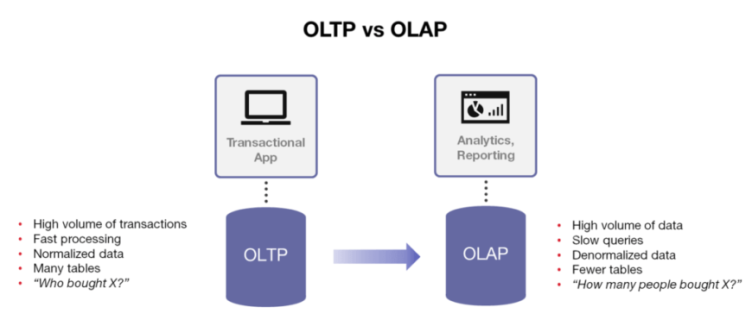 OLTP vs OLAP
Transactional
App
Analytics,
Reporting
• High volume of transactions
• Fast processing
• Normalized data
• Many tables
• “Who bought X?”
OLTP
OLAP
• High volume of data
• Slow queries
• Denormalized data
• Fewer tables
• “How many people bought X?”